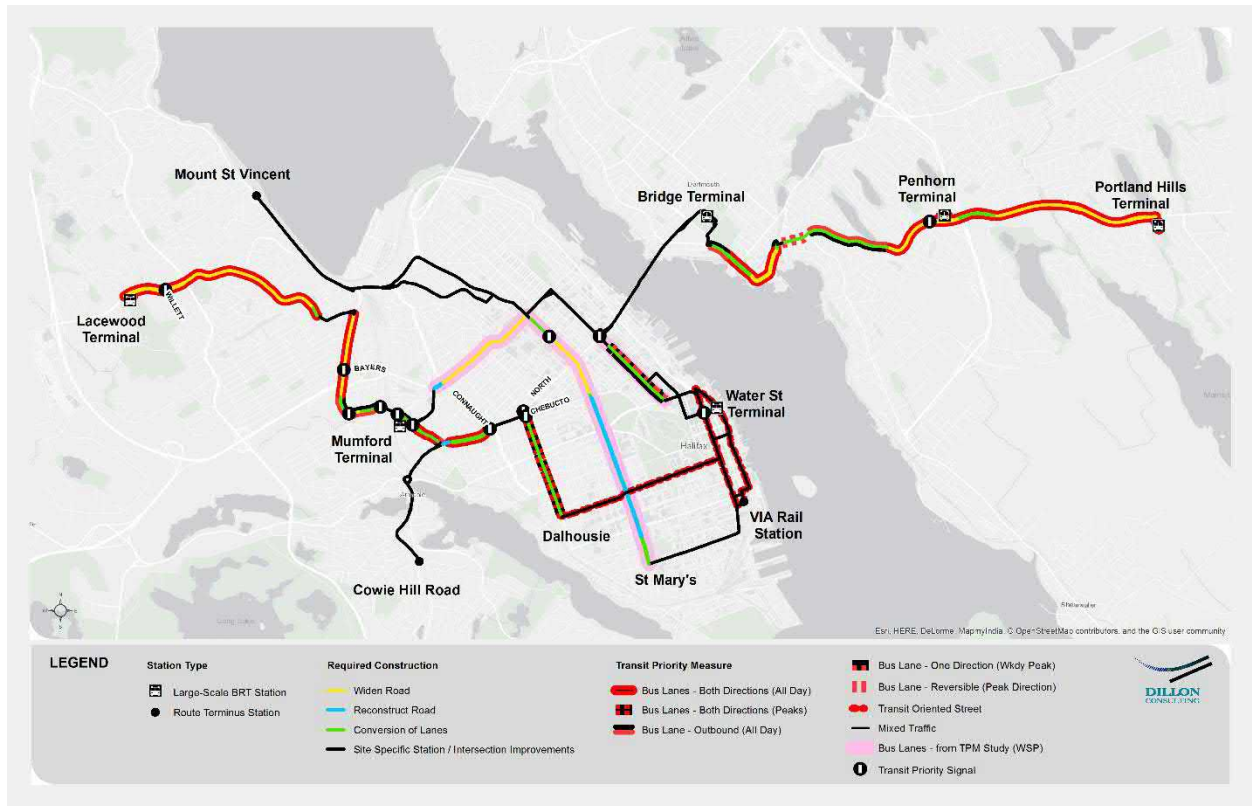 Mount St Vincent
Dartmouth
Bridge Terminal
Penhorn
Terminal
Portland Hills
Terminal
WILLETT
Lacewood
Terminal
BAYERS
NORTH
CONNAUGHT
CHEBUCTO
Water St
Terminal
Mumford
Terminal
Halifax
VIA Rail
Station
Dalhousie
St Mary's
Cowie Hill Road
N
W
E
S
Esri, HERE, DeLorme, MapmyIndia, © OpenStreetMap contributors, and the GIS user community
LEGEND
Station Type
Large-Scale BRT Station
Route Terminus Station
Required Construction
Widen Road
Reconstruct Road
Conversion of Lanes
Site Specific Station / Intersection Improvements
Transit Priority Measure
Bus Lanes - Both Directions (All Day)
Bus Lanes - Both Directions (Peaks)
Bus Lane - Outbound (All Day)
Bus Lane - One Direction (Wkdy Peak)
Bus Lane - Reversible (Peak Direction)
Transit Oriented Street
Mixed Traffic
Bus Lanes - from TPM Study (WSP)
Transit Priority Signal
DILLON
CONSULTING